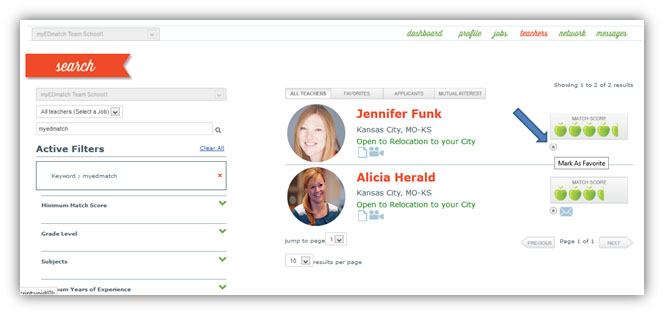 myEDmatch Team School1
dashboard profile jobs teachers network messages
search
Showing 1 to 2 of 2 results
myEDmatch Team School1
All teachers (Select a Job)
myedmatch
Active Filters
Clear All
Keyword : myedmatch ×
Minimum Match Score
Grade Level
Subjects
um Years of Experience
ALL TEACHERS FAVORITES APPLICANTS MUTUAL INTEREST
Jennifer Funk
Kansas City, MO-KS
Open to Relocation to your City
MATCH SCORE
Mark As Favorite
Alicia Herald
Kansas City, MO-KS
Open to Relocation to your City
MATCH SCORE
jump to page 1
PREVIOUS Page 1 of 1 NEXT
10 results per page